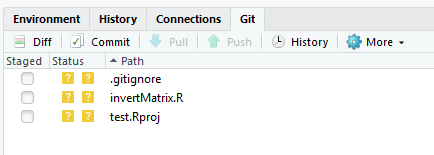 Environment History Connections Git
Diff Commit Pull Push History More
Staged Status Path
? ? .gitignore
? ? invertMatrix.R
? ? test.Rproj